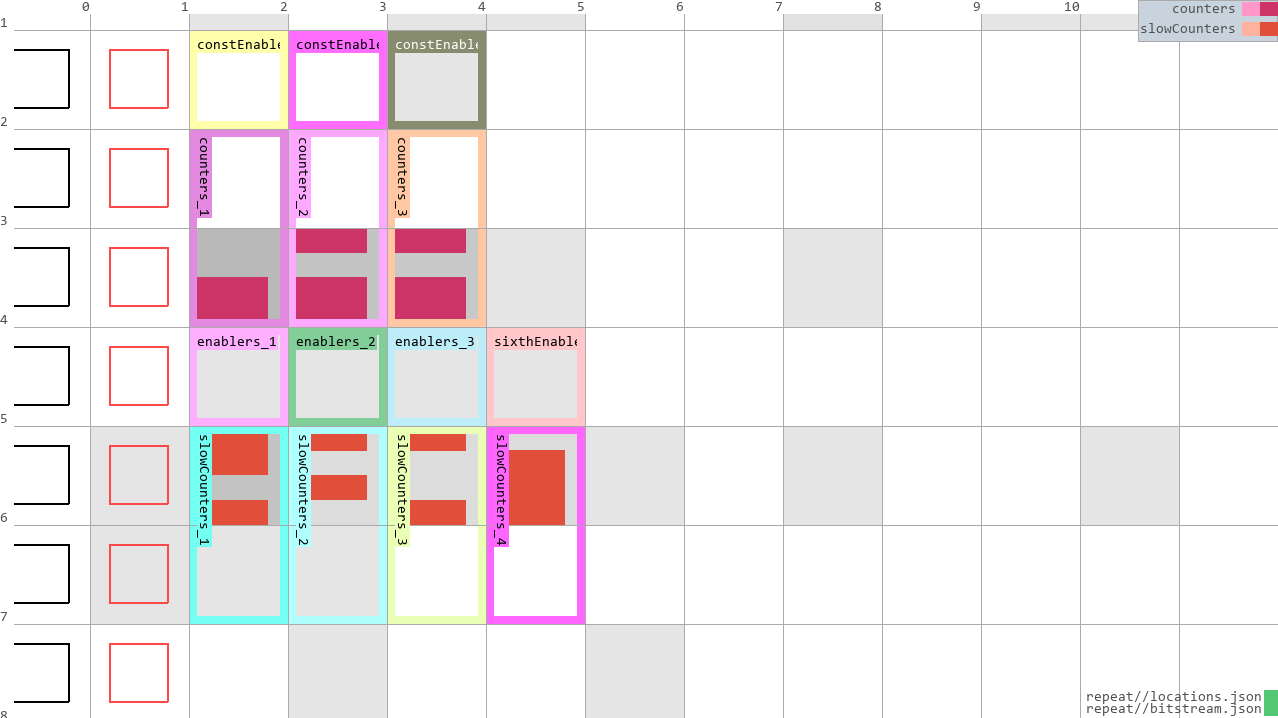 0 1 2 3 4 5 6 7 8 9 10
counters
slowCounters
1
constEnable
constEnable
constEnable
2
counters_1
counters_2
counters_3
3
4
enablers_1
enablers_2
enablers_3
sixthEnable
5
slowCounters_1
slowCounters_2
slowCounters_3
slowCounters_4
6
7
repeat//locations.json
repeat//bitstream.json
8